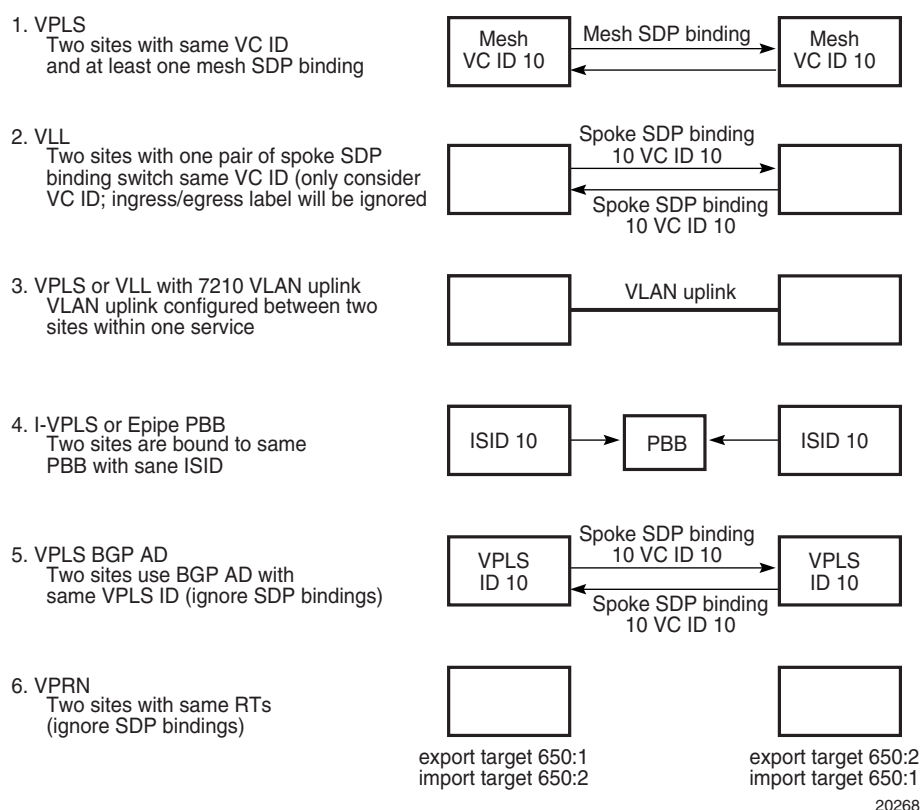 1. VPLS
Two sites with same VC ID
and at least one mesh SDP binding
Mesh
VC ID 10
Mesh SDP binding
Mesh
VC ID 10
2. VLL
Two sites with one pair of spoke SDP
binding switch same VC ID (only consider
VC ID; ingress/egress label will be ignored
Spoke SDP binding
10 VC ID 10
Spoke SDP binding
10 VC ID 10
3. VPLS or VLL with 7210 VLAN uplink
VLAN uplink configured between two
sites within one service
VLAN uplink
4. I-VPLS or Epipe PBB
Two sites are bound to same
PBB with sane ISID
ISID 10
PBB
ISID 10
5. VPLS BGP AD
Two sites use BGP AD with
same VPLS ID (ignore SDP bindings)
VPLS
ID 10
Spoke SDP binding
10 VC ID 10
Spoke SDP binding
10 VC ID 10
VPLS
ID 10
6. VPRN
Two sites with same RTs
(ignore SDP bindings)
export target 650:1
import target 650:2
export target 650:2
import target 650:1
20268